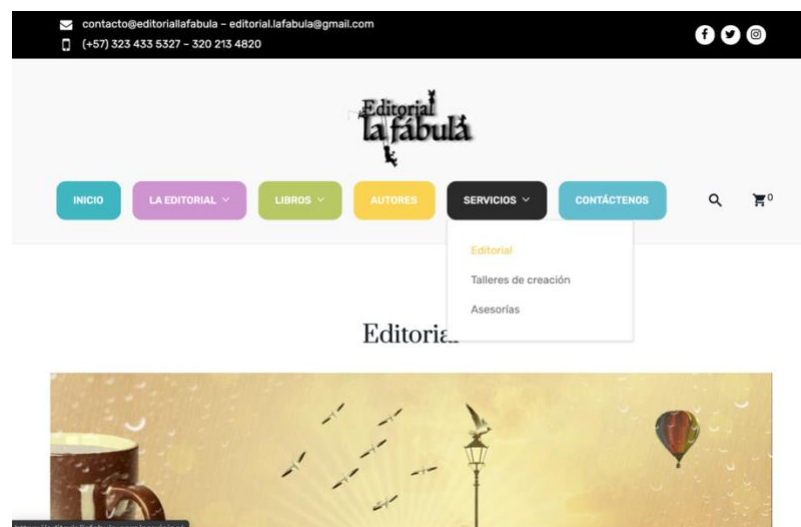 contacto@editoriallafabula – editorial.lafabula@gmail.com
(+57) 323 433 5327 – 320 213 4820
Editorial
la fábula
INICIO
LA EDITORIAL
LIBROS
AUTORES
SERVICIOS
CONTÁCTENOS
0
Editorial
Talleres de creación
Asesorías
Editorial